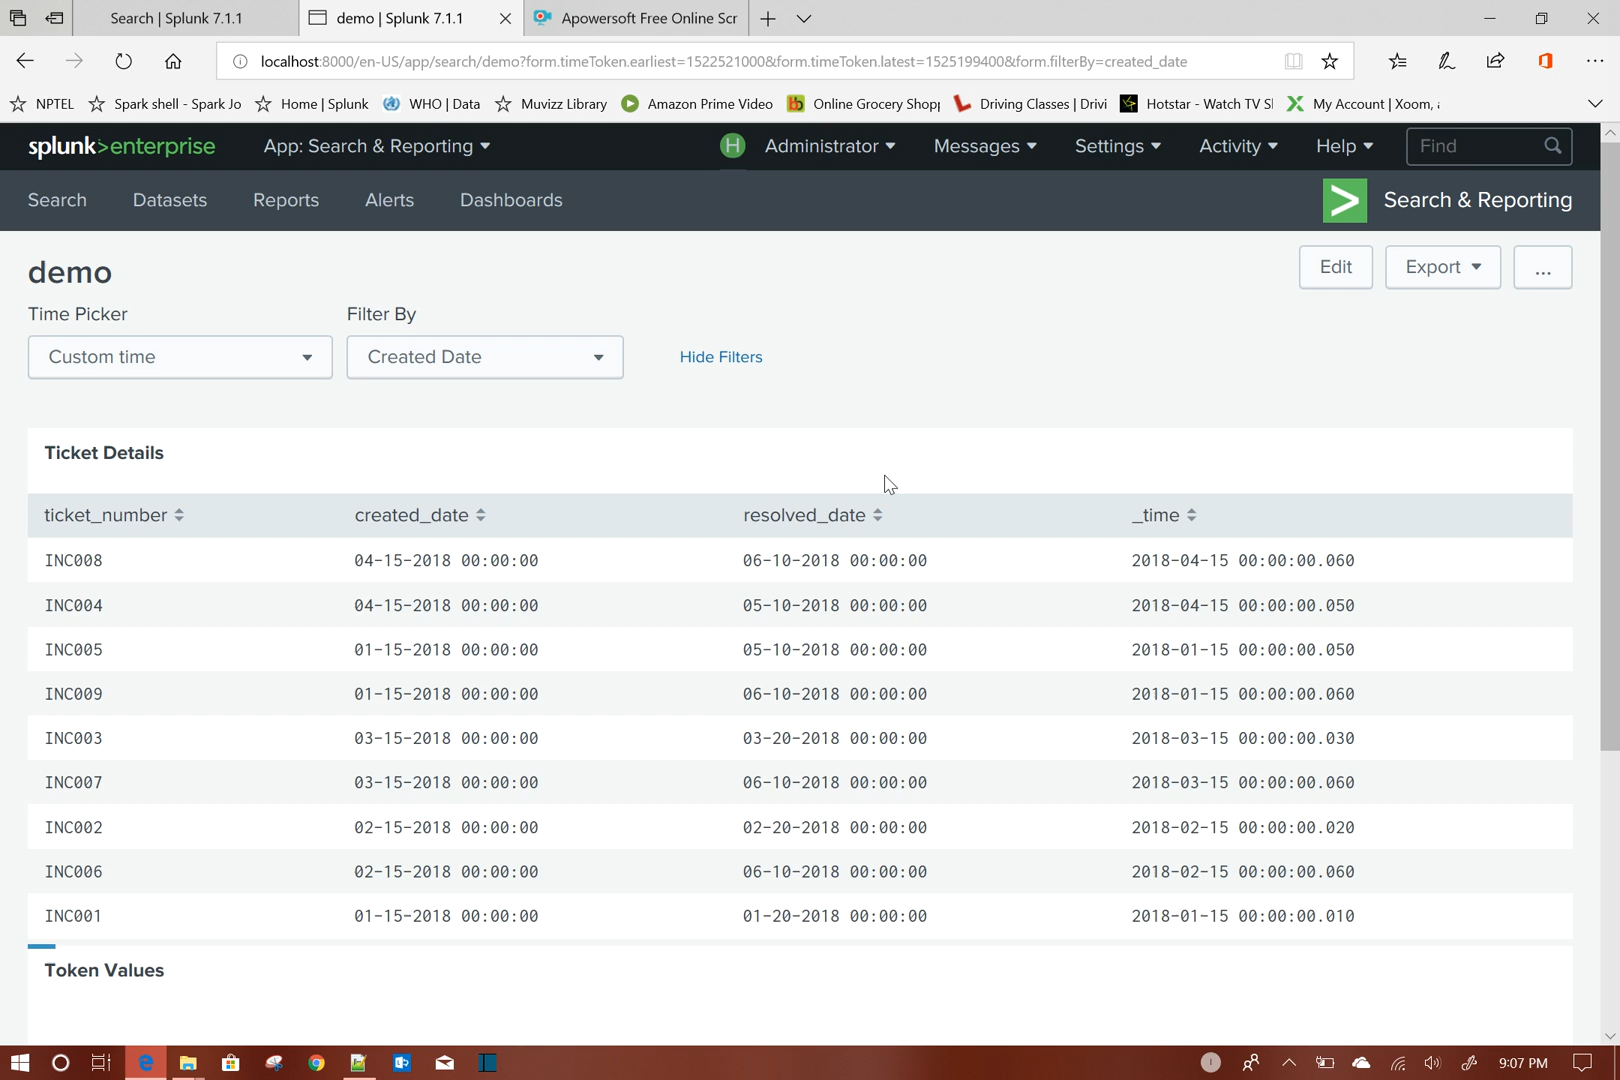 Search | Splunk 7.1.1
demo | Splunk 7.1.1
Apowersoft Free Online Scr
localhost:8000/en-US/app/search/demo?form.timeToken.earliest=1522521000&form.timeToken.latest=1525199400&form.filterBy=created_date
NPTEL
Spark shell - Spark Jo
Home | Splunk
WHO | Data
Muvizz Library
Amazon Prime Video
Online Grocery Shopp
Driving Classes | Drivi
Hotstar - Watch TV S
My Account | Xoom, a
splunk>enterprise
App: Search & Reporting
H
Administrator
Messages
Settings
Activity
Help
Find
Search
Datasets
Reports
Alerts
Dashboards
Search & Reporting
demo
Edit
Export
...
Time Picker
Filter By
Custom time
Created Date
Hide Filters
Ticket Details
ticket_number created_date resolved_date _time
INC008 04-15-2018 00:00:00 06-10-2018 00:00:00 2018-04-15 00:00:00.060
INC004 04-15-2018 00:00:00 05-10-2018 00:00:00 2018-04-15 00:00:00.050
INC005 01-15-2018 00:00:00 05-10-2018 00:00:00 2018-01-15 00:00:00.050
INC009 01-15-2018 00:00:00 06-10-2018 00:00:00 2018-01-15 00:00:00.060
INC003 03-15-2018 00:00:00 03-20-2018 00:00:00 2018-03-15 00:00:00.030
INC007 03-15-2018 00:00:00 06-10-2018 00:00:00 2018-03-15 00:00:00.060
INC002 02-15-2018 00:00:00 02-20-2018 00:00:00 2018-02-15 00:00:00.020
INC006 02-15-2018 00:00:00 06-10-2018 00:00:00 2018-02-15 00:00:00.060
INC001 01-15-2018 00:00:00 01-20-2018 00:00:00 2018-01-15 00:00:00.010
Token Values
9:07 PM